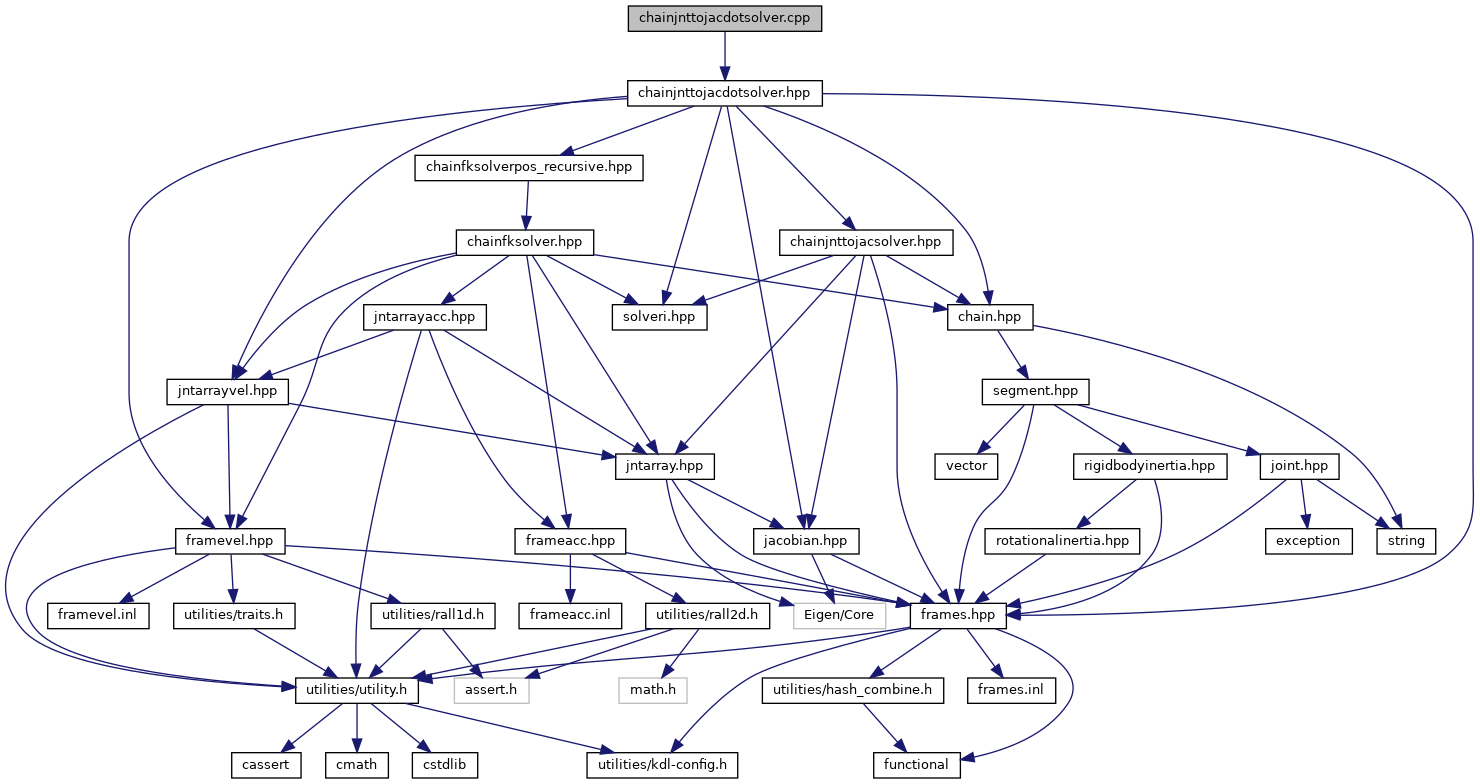 chainjnttojacdotsolver.cpp
chainjnttojacdotsolver.hpp
chainfksolverpos_recursive.hpp
chainfksolver.hpp
chainjnttojacsolver.hpp
jntarrayacc.hpp
solveri.hpp
chain.hpp
jntarrayvel.hpp
segment.hpp
jntarray.hpp
vector
rigidbodyinertia.hpp
joint.hpp
framevel.hpp
frameacc.hpp
jacobian.hpp
rotationalinertia.hpp
exception
string
framevel.inl
utilities/traits.h
utilities/rall1d.h
frameacc.inl
utilities/rall2d.h
Eigen/Core
frames.hpp
utilities/utility.h
assert.h
math.h
utilities/hash_combine.h
frames.inl
cassert
cmath
cstdlib
utilities/kdl-config.h
functional